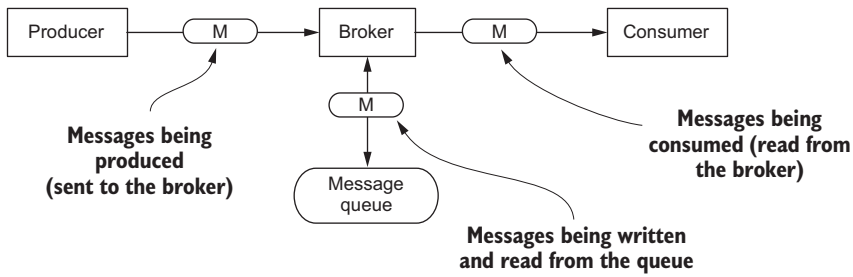 Producer
M
Broker
M
Consumer
M
Messages being
produced
(sent to the broker)
Messages being
consumed (read from
the broker)
Message
queue
Messages being written
and read from the queue